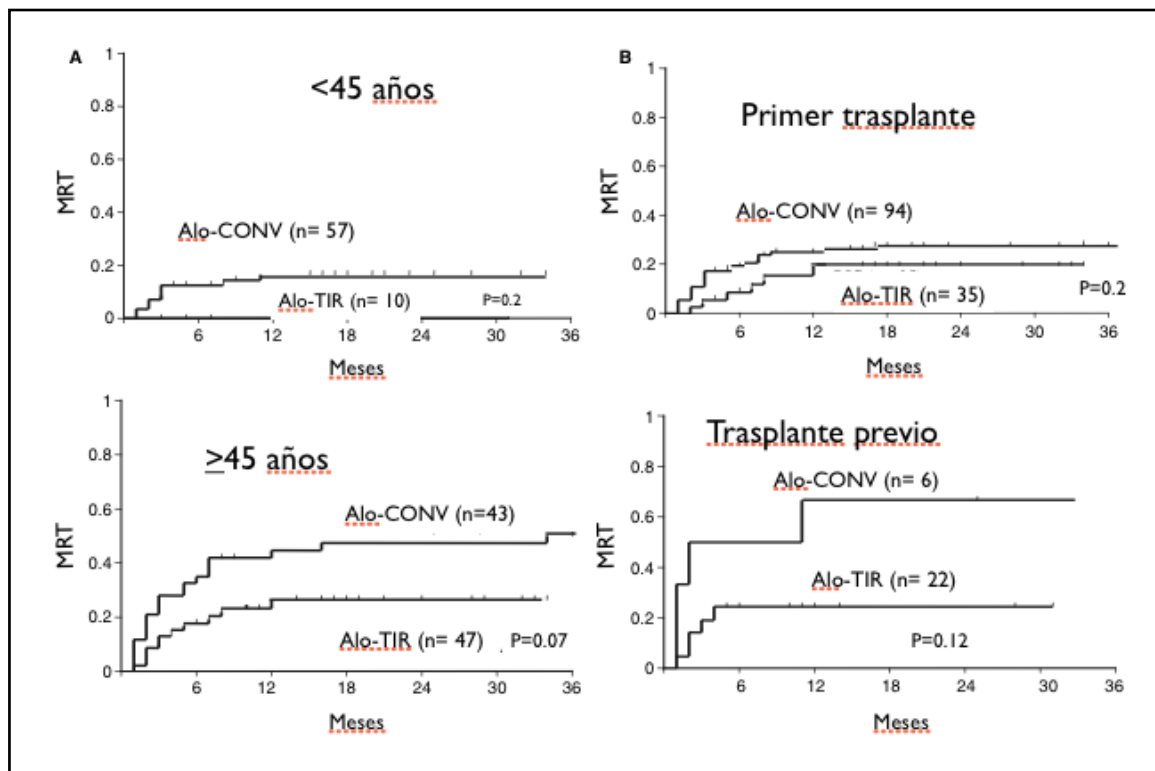 A
<45 años
1
0.8
0.6
0.4
0.2
0
MRT
Alo-CONV (n= 57)
Alo-TIR (n= 10)
P=0.2
6
12
18
24
30
36
Meses
B
Primer trasplante
1
0.8
0.6
0.4
0.2
0
MRT
Alo-CONV (n= 94)
Alo-TIR (n= 35)
P=0.2
6
12
18
24
30
36
Meses
≥45 años
1
0.8
0.6
0.4
0.2
0
MRT
Alo-CONV (n=43)
Alo-TIR (n= 47)
P=0.07
6
12
18
24
30
36
Meses
Trasplante previo
1
0.8
0.6
0.4
0.2
0
MRT
Alo-CONV (n= 6)
Alo-TIR (n= 22)
P=0.12
6
12
18
24
30
36
Meses